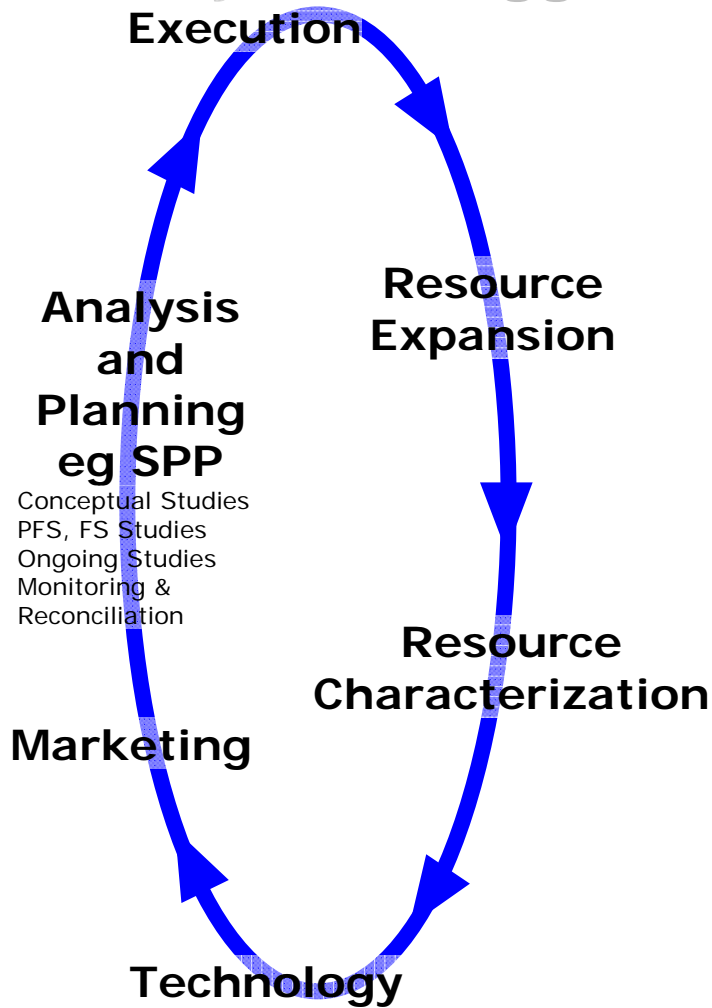 Execution
Resource
Expansion
Analysis
and
Planning
eg SPP
Conceptual Studies
PFS, FS Studies
Ongoing Studies
Monitoring &
Reconciliation
Resource
Characterization
Marketing
Technology